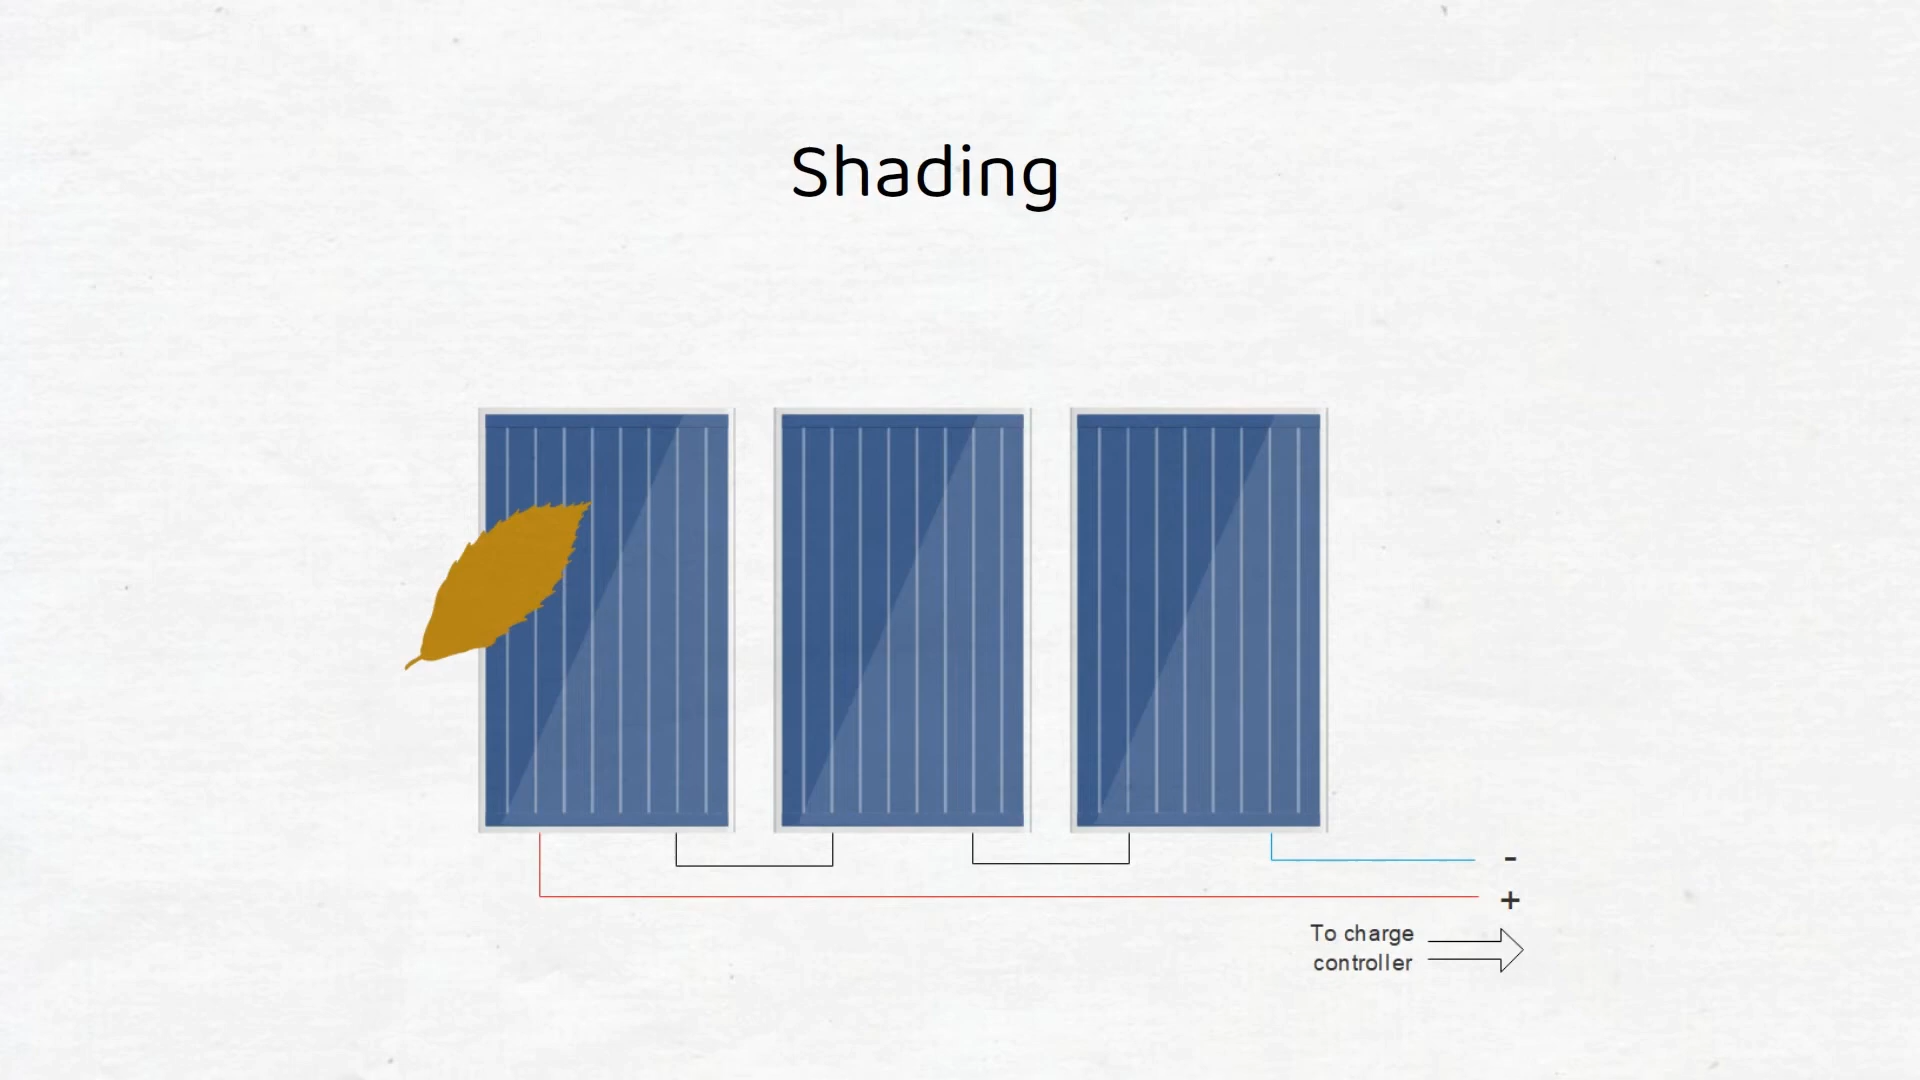 Shading
-
+
To charge
controller